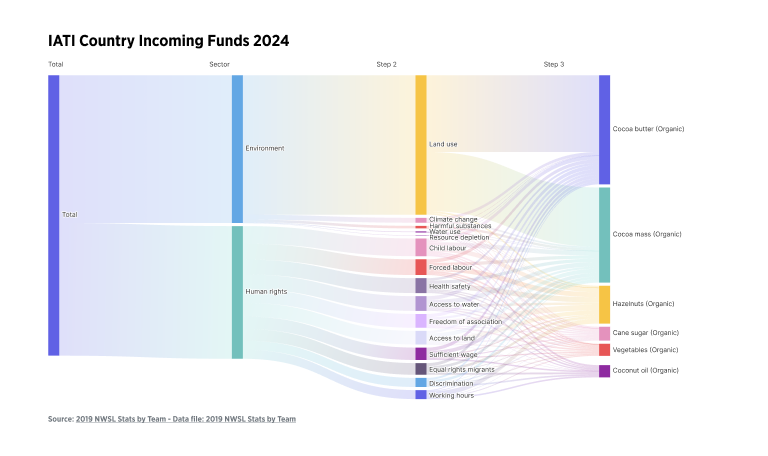 IATI Country Incoming Funds 2024
Total
Sector
Step 2
Step 3
Total
Environment
Human rights
Land use
Climate change
Harmful substances
Water use
Resource depletion
Child labour
Forced labour
Health safety
Access to water
Freedom of association
Access to land
Sufficient wage
Equal rights migrants
Discrimination
Working hours
Cocoa butter (Organic)
Cocoa mass (Organic)
Hazelnuts (Organic)
Cane sugar (Organic)
Vegetables (Organic)
Coconut oil (Organic)
Source: 2019 NWSL Stats by Team - Data file: 2019 NWSL Stats by Team